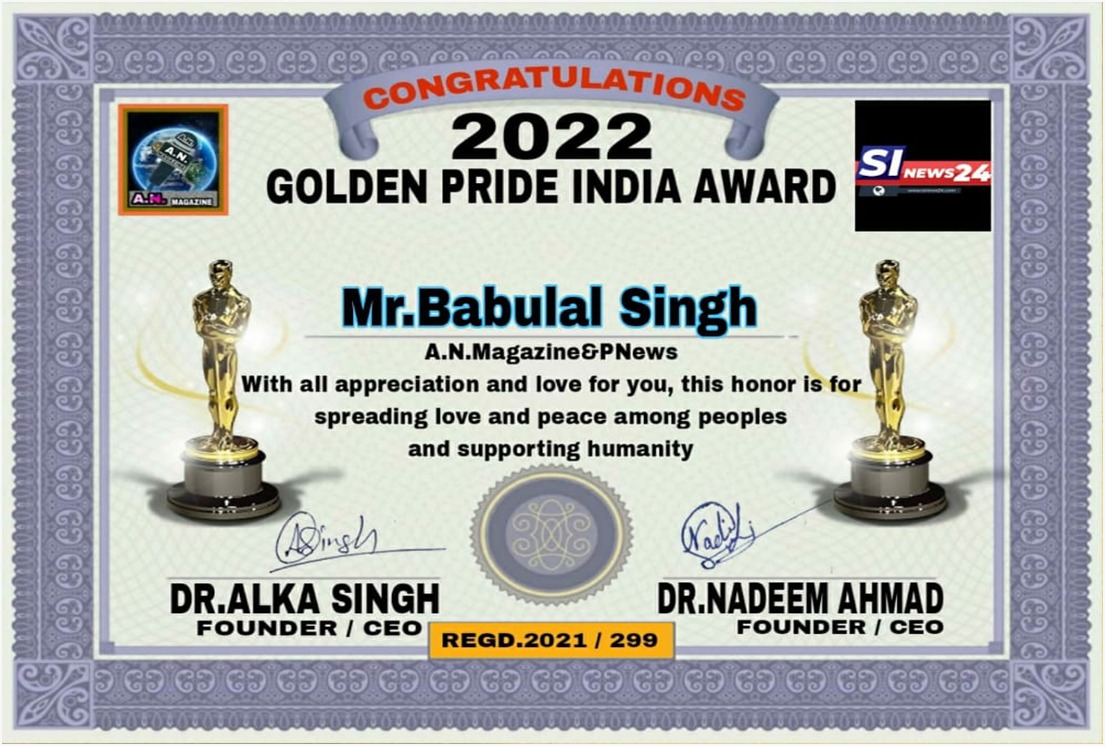 CONGRATULATIONS
2022
GOLDEN PRIDE INDIA AWARD
A.N.
A.N. MAGAZINE
SI NEWS24
Mr.Babulal Singh
A.N.Magazine&PNews
With all appreciation and love for you, this honor is for
spreading love and peace among peoples
and supporting humanity
ASingh
DR.ALKA SINGH
FOUNDER / CEO
DR.NADEEM AHMAD
FOUNDER / CEO
REGD.2021 / 299